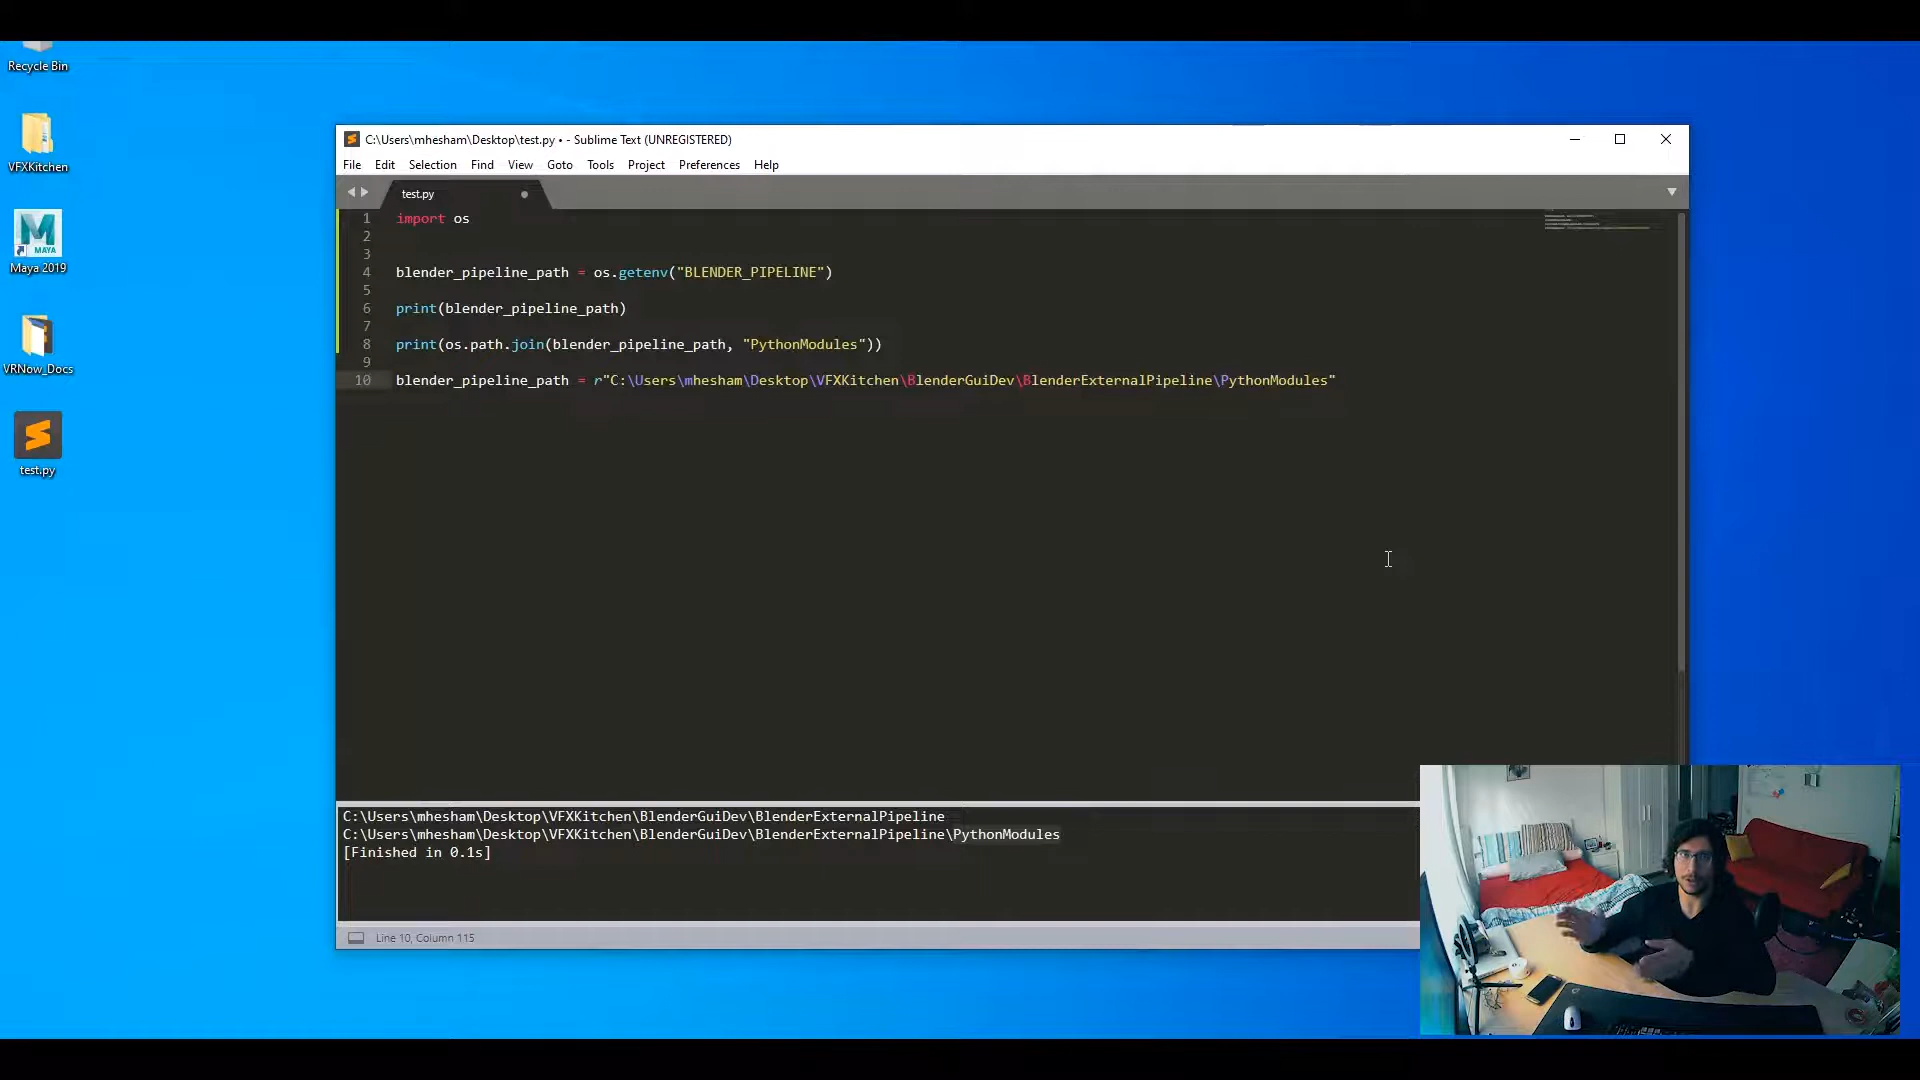 Recycle Bin
VFXKitchen
MAYA
Maya 2019
VRNow_Docs
test.py
C:\Users\mhesham\Desktop\test.py • - Sublime Text (UNREGISTERED)
File Edit Selection Find View Goto Tools Project Preferences Help
test.py
1 import os
2
3
4 blender_pipeline_path = os.getenv("BLENDER_PIPELINE")
5
6 print(blender_pipeline_path)
7
8 print(os.path.join(blender_pipeline_path, "PythonModules"))
9
10 blender_pipeline_path = r"C:\Users\mhesham\Desktop\VFXKitchen\BlenderGuiDev\BlenderExternalPipeline\PythonModules"
C:\Users\mhesham\Desktop\VFXKitchen\BlenderGuiDev\BlenderExternalPipeline
C:\Users\mhesham\Desktop\VFXKitchen\BlenderGuiDev\BlenderExternalPipeline\PythonModules
[Finished in 0.1s]
Line 10, Column 115